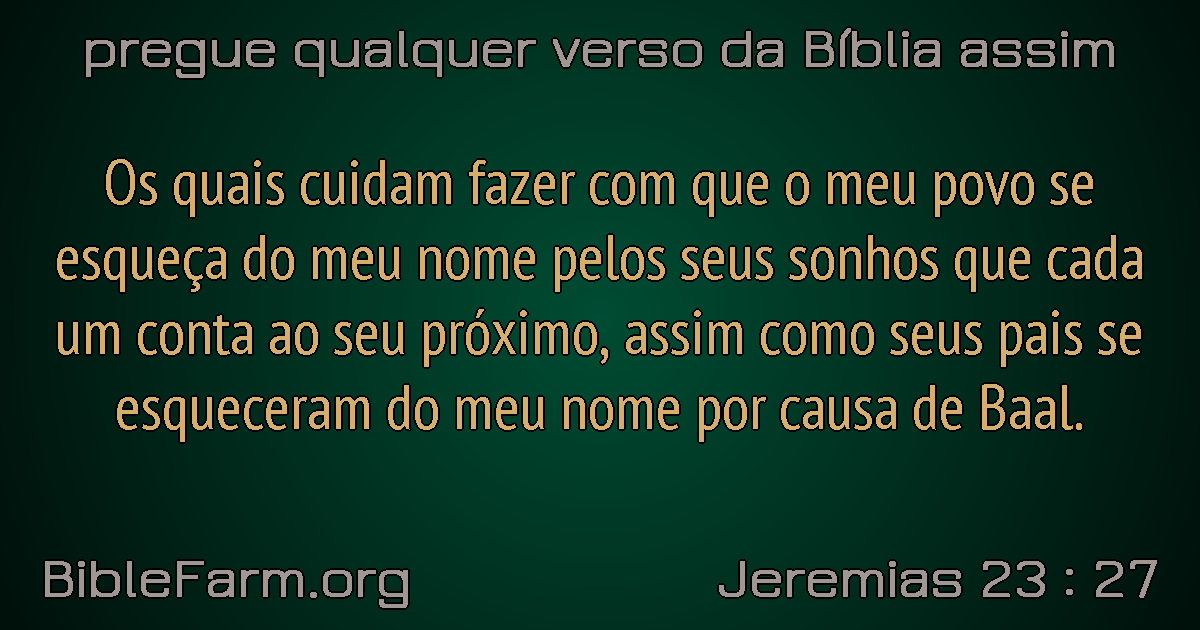 pregue qualquer verso da Bíblia assim
Os quais cuidam fazer com que o meu povo se
esqueça do meu nome pelos seus sonhos que cada
um conta ao seu próximo, assim como seus pais se
esqueceram do meu nome por causa de Baal.
BibleFarm.org
Jeremias 23 : 27